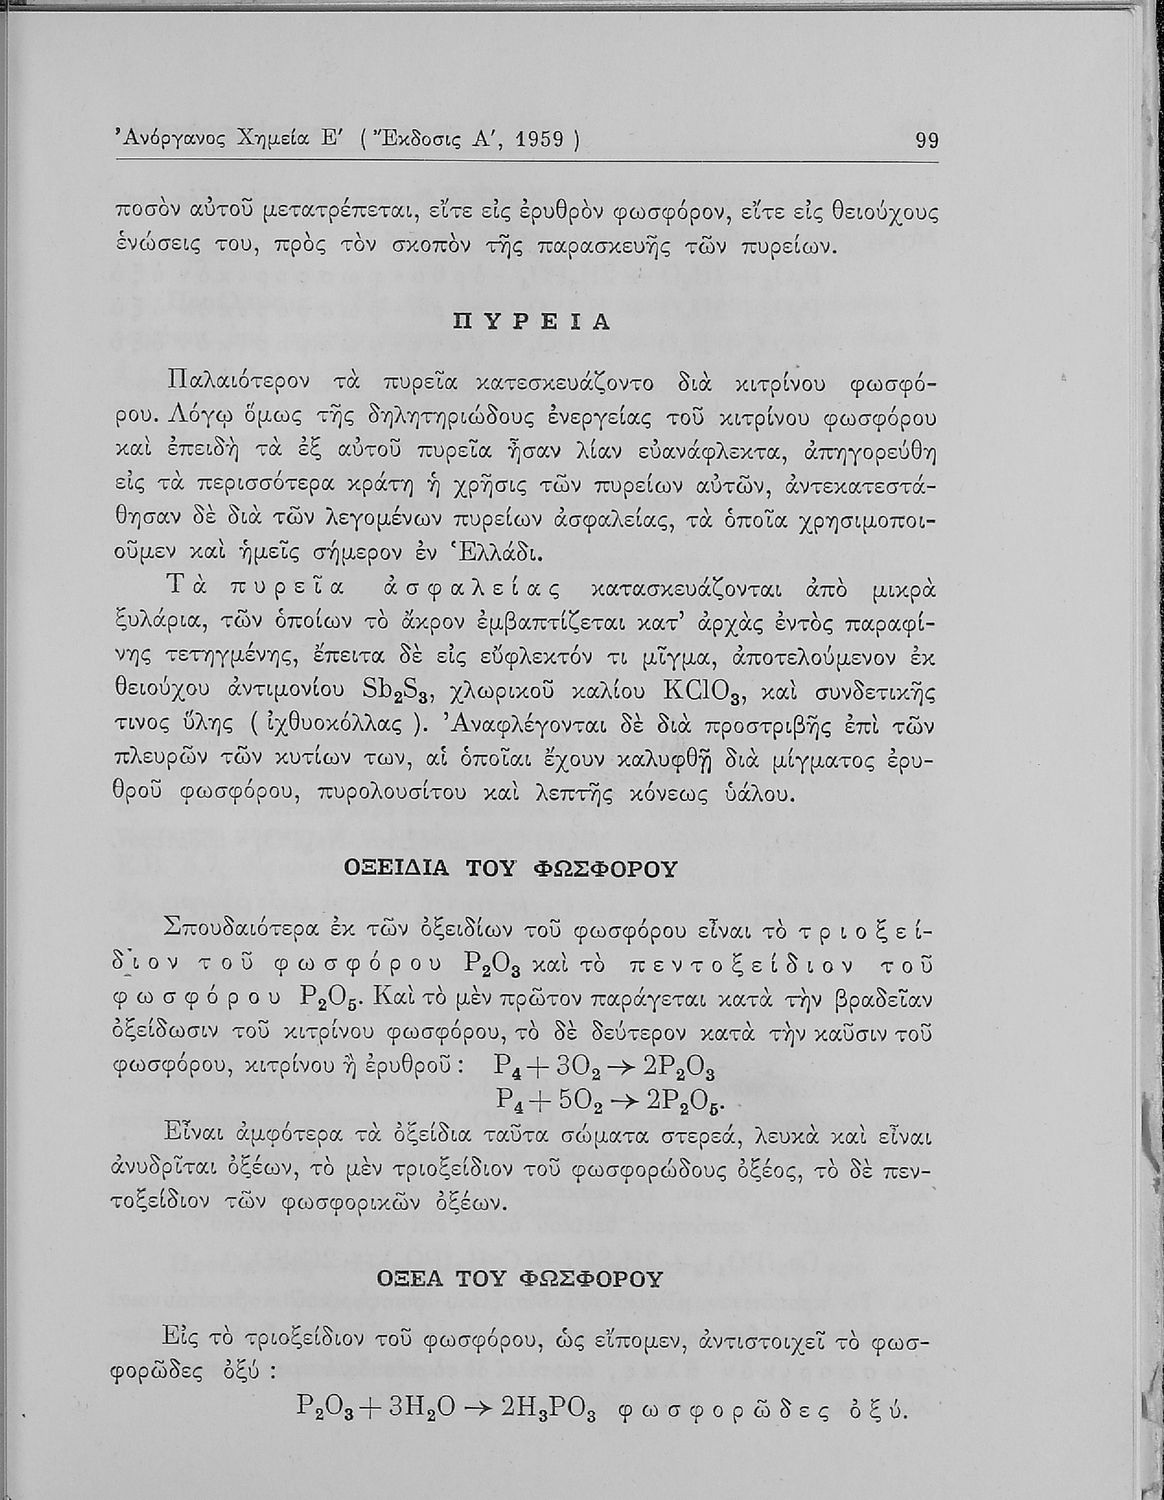 Ἀνόργανος Χημεία Ε′ ( Ἔκδοσις Α′, 1959 ) 99
ποσὸν αὐτοῦ μετατρέπεται, εἴτε εἰς ἐρυθρὸν φωσφόρον, εἴτε εἰς θειούχους
ἑνώσεις του, πρὸς τὸν σκοπὸν τῆς παρασκευῆς τῶν πυρείων.
ΠΥΡΕΙΑ
Παλαιότερον τὰ πυρεῖα κατεσκευάζοντο διὰ κιτρίνου φωσφό-
ρου. Λόγῳ ὅμως τῆς δηλητηριώδους ἐνεργείας τοῦ κιτρίνου φωσφόρου
καὶ ἐπειδὴ τὰ ἐξ αὐτοῦ πυρεῖα ἦσαν λίαν εὐανάφλεκτα, ἀπηγορεύθη
εἰς τὰ περισσότερα κράτη ἡ χρῆσις τῶν πυρείων αὐτῶν, ἀντεκατεστά-
θησαν δὲ διὰ τῶν λεγομένων πυρείων ἀσφαλείας, τὰ ὁποῖα χρησιμοποι-
οῦμεν καὶ ἡμεῖς σήμερον ἐν Ἑλλάδι.
Τὰ πυρεῖα ἀσφαλείας κατασκευάζονται ἀπὸ μικρὰ
ξυλάρια, τῶν ὁποίων τὸ ἄκρον ἐμβαπτίζεται κατ’ ἀρχὰς ἐντὸς παραφί-
νης τετηγμένης, ἔπειτα δὲ εἰς εὔφλεκτόν τι μῖγμα, ἀποτελούμενον ἐκ
θειούχου ἀντιμονίου Sb₂S₃, χλωρικοῦ καλίου KClO₃, καὶ συνδετικῆς
τινος ὕλης ( ἰχθυοκόλλας ). Ἀναφλέγονται δὲ διὰ προστριβῆς ἐπὶ τῶν
πλευρῶν τῶν κυτίων των, αἱ ὁποῖαι ἔχουν καλυφθῆ διὰ μίγματος ἐρυ-
θροῦ φωσφόρου, πυρολουσίτου καὶ λεπτῆς κόνεως ὑάλου.
ΟΞΕΙΔΙΑ ΤΟΥ ΦΩΣΦΟΡΟΥ
Σπουδαιότερα ἐκ τῶν ὀξειδίων τοῦ φωσφόρου εἶναι τὸ τριοξεί-
διον τοῦ φωσφόρου P₂O₃ καὶ τὸ πεντοξείδιον τοῦ
φωσφόρου P₂O₅. Καὶ τὸ μὲν πρῶτον παράγεται κατὰ τὴν βραδεῖαν
ὀξείδωσιν τοῦ κιτρίνου φωσφόρου, τὸ δὲ δεύτερον κατὰ τὴν καῦσιν τοῦ
φωσφόρου, κιτρίνου ἢ ἐρυθροῦ : P₄ + 3O₂ → 2P₂O₃
P₄ + 5O₂ → 2P₂O₅.
Εἶναι ἀμφότερα τὰ ὀξείδια ταῦτα σώματα στερεά, λευκὰ καὶ εἶναι
ἀνυδρῖται ὀξέων, τὸ μὲν τριοξείδιον τοῦ φωσφορώδους ὀξέος, τὸ δὲ πεν-
τοξείδιον τῶν φωσφορικῶν ὀξέων.
ΟΞΕΑ ΤΟΥ ΦΩΣΦΟΡΟΥ
Εἰς τὸ τριοξείδιον τοῦ φωσφόρου, ὡς εἴπομεν, ἀντιστοιχεῖ τὸ φωσ-
φορῶδες ὀξύ :
P₂O₃ + 3H₂O → 2H₃PO₃ φωσφορῶδες ὀξύ.